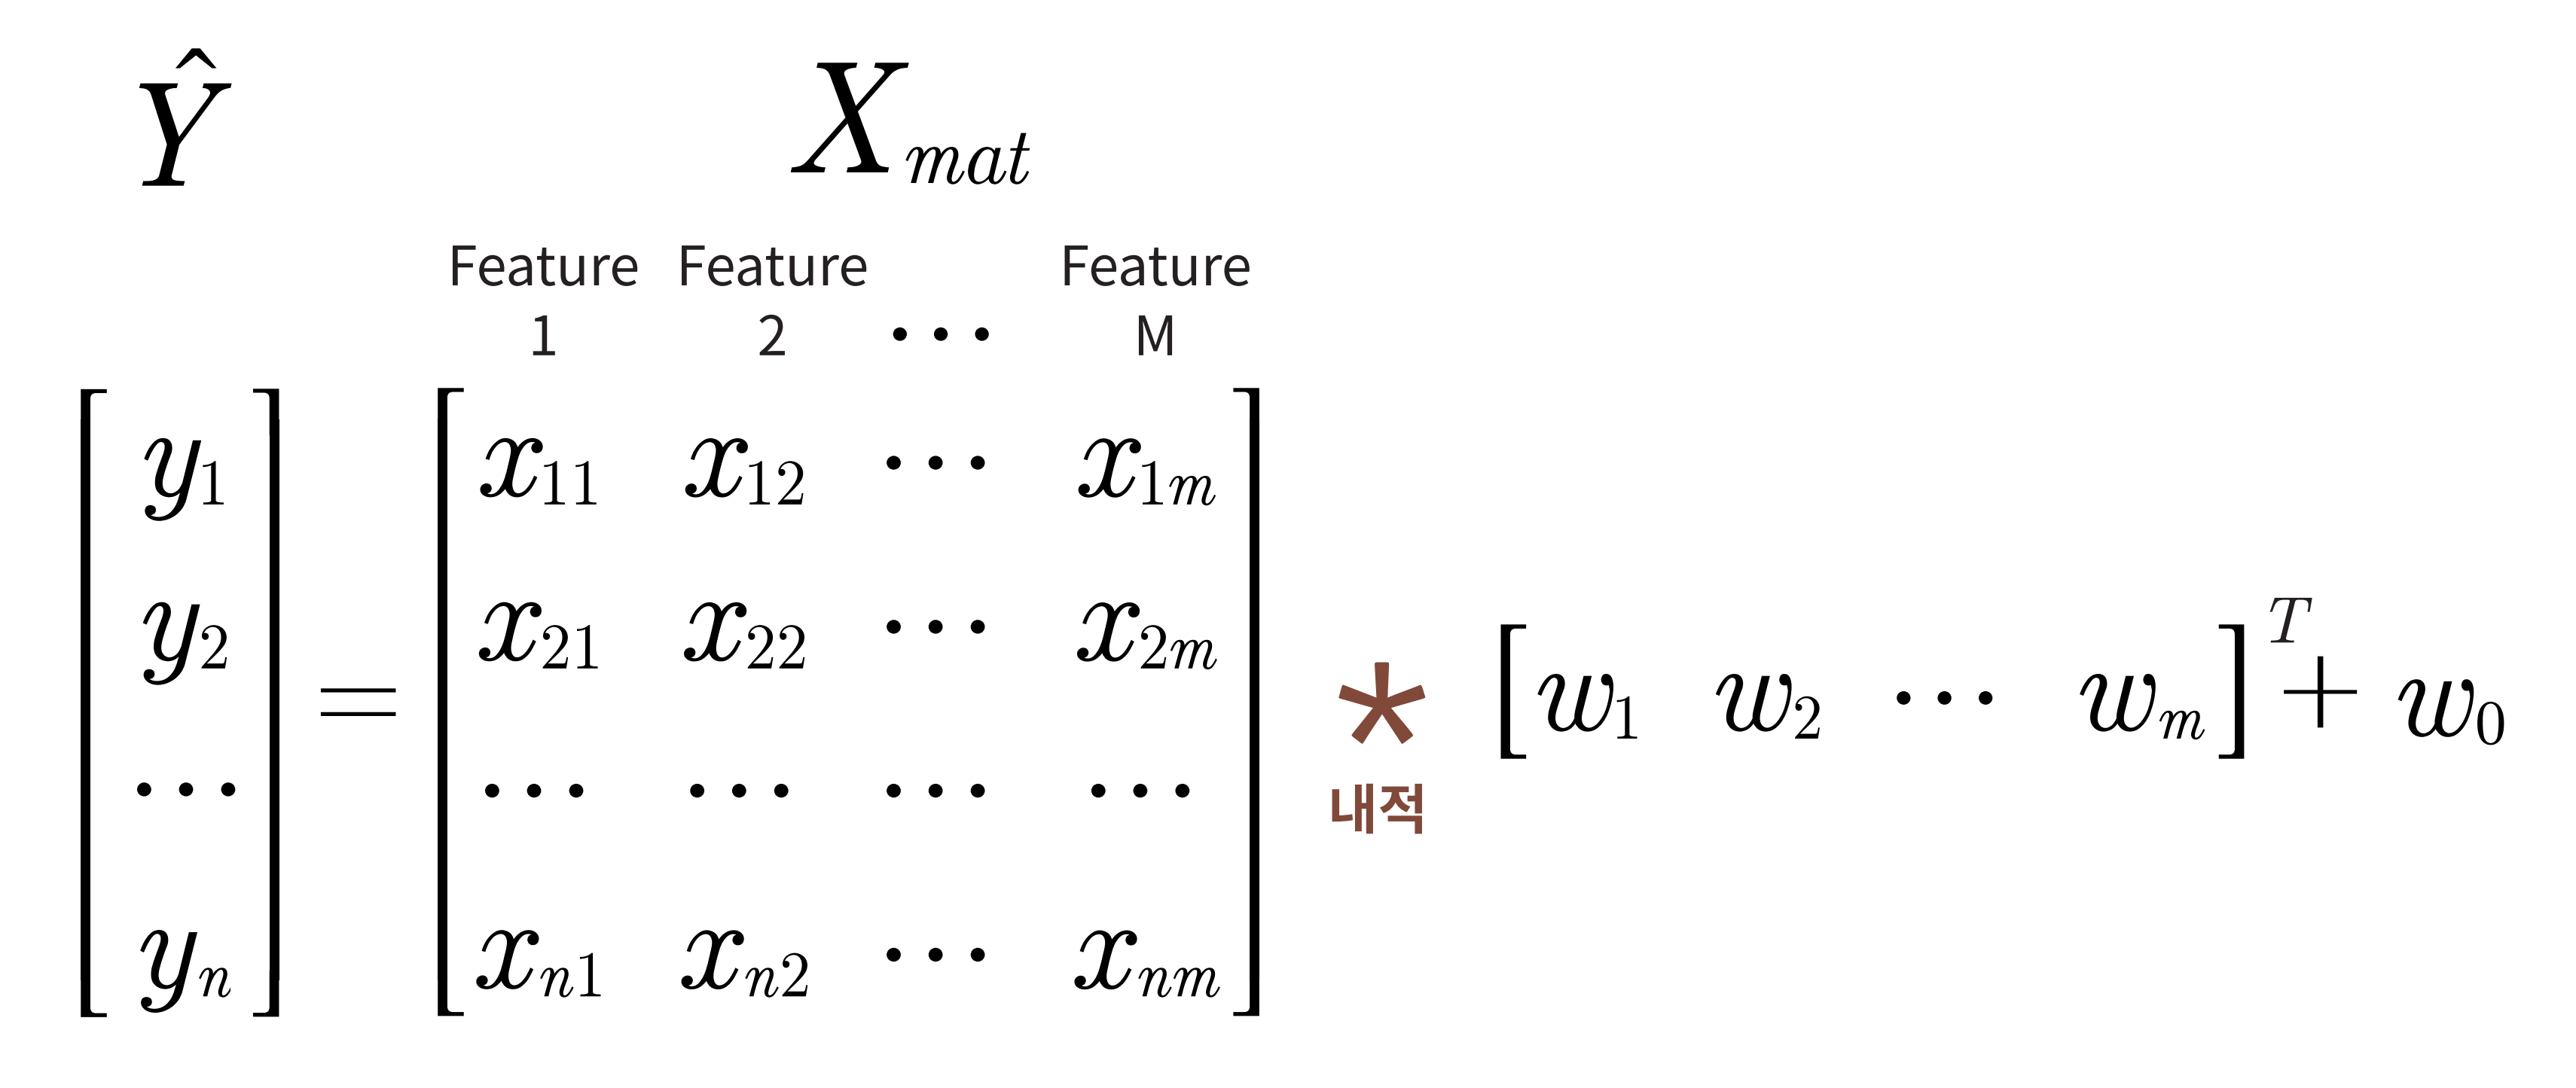 Ŷ X_mat
Feature 1 Feature 2 ⋯ Feature M
[y₁ y₂ ⋯ yₙ] = [x₁₁ x₁₂ ⋯ x₁ₘ
x₂₁ x₂₂ ⋯ x₂ₘ
⋯ ⋯ ⋯ ⋯
xₙ₁ xₙ₂ ⋯ xₙₘ] * [w₁ w₂ ⋯ wₘ]ᵀ + w₀
내적